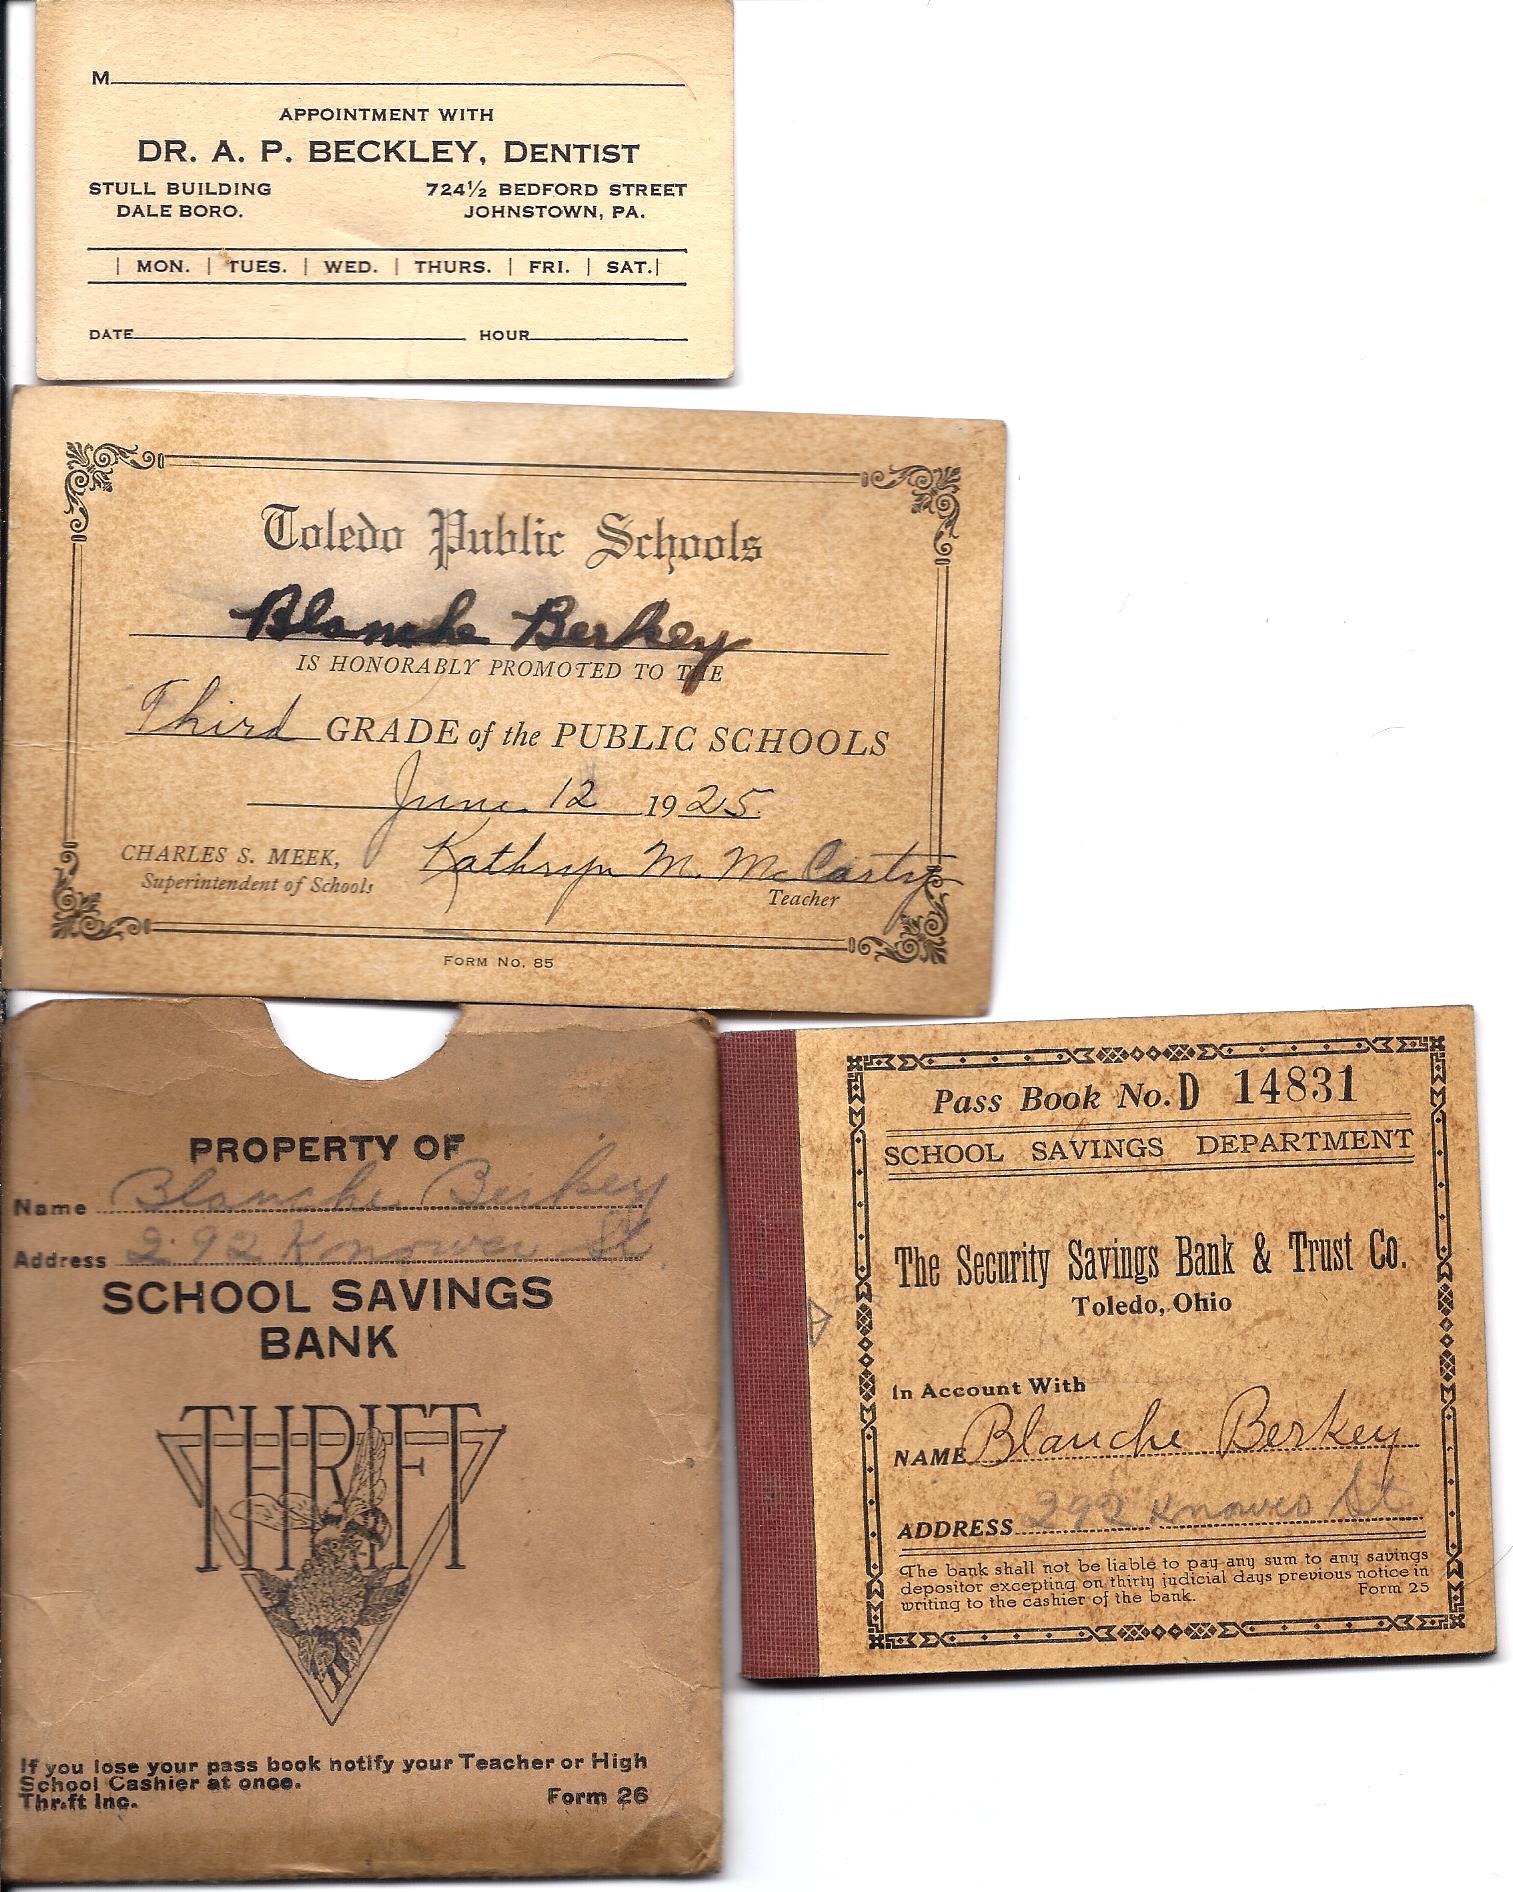 M
APPOINTMENT WITH
DR. A. P. BECKLEY, DENTIST
STULL BUILDING 724½ BEDFORD STREET
DALE BORO. JOHNSTOWN, PA.
| MON. | TUES. | WED. | THURS. | FRI. | SAT. |
DATE HOUR
Toledo Public Schools
Blanche Berkey
IS HONORABLY PROMOTED TO THE
Third GRADE of the PUBLIC SCHOOLS
June 12 1925.
CHARLES S. MEEK, Kathryn M. McCarty
Superintendent of Schools Teacher
FORM NO. 85
PROPERTY OF
Name Blanche Berkey
Address 292 Knower St
SCHOOL SAVINGS
BANK
THRIFT
If you lose your pass book notify your Teacher or High
School Cashier at once.
Thrift Inc. Form 26
Pass Book No. D 14831
SCHOOL SAVINGS DEPARTMENT
The Security Savings Bank & Trust Co.
Toledo, Ohio
In Account With
NAME Blanche Berkey
ADDRESS 292 Knower St
The bank shall not be liable to pay any sum to any savings
depositor excepting on thirty judicial days previous notice in
writing to the cashier of the bank. Form 25